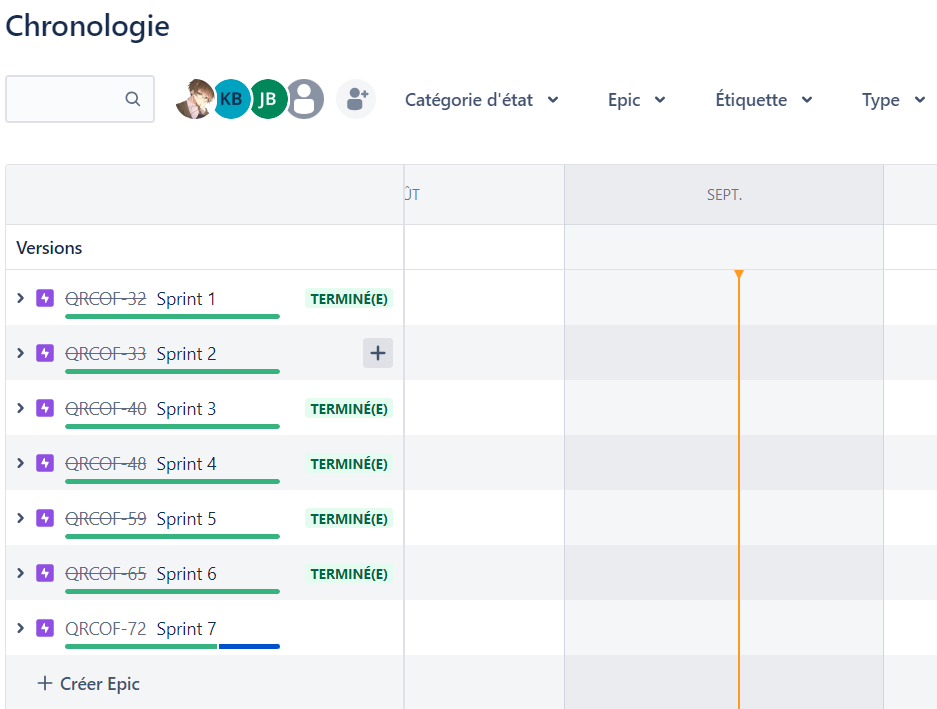 Chronologie
KB JB Catégorie d'état Epic Étiquette Type
ÛT SEPT.
Versions
QRCOF-32 Sprint 1 TERMINÉ(E)
QRCOF-33 Sprint 2
QRCOF-40 Sprint 3 TERMINÉ(E)
QRCOF-48 Sprint 4 TERMINÉ(E)
QRCOF-59 Sprint 5 TERMINÉ(E)
QRCOF-65 Sprint 6 TERMINÉ(E)
QRCOF-72 Sprint 7
+ Créer Epic